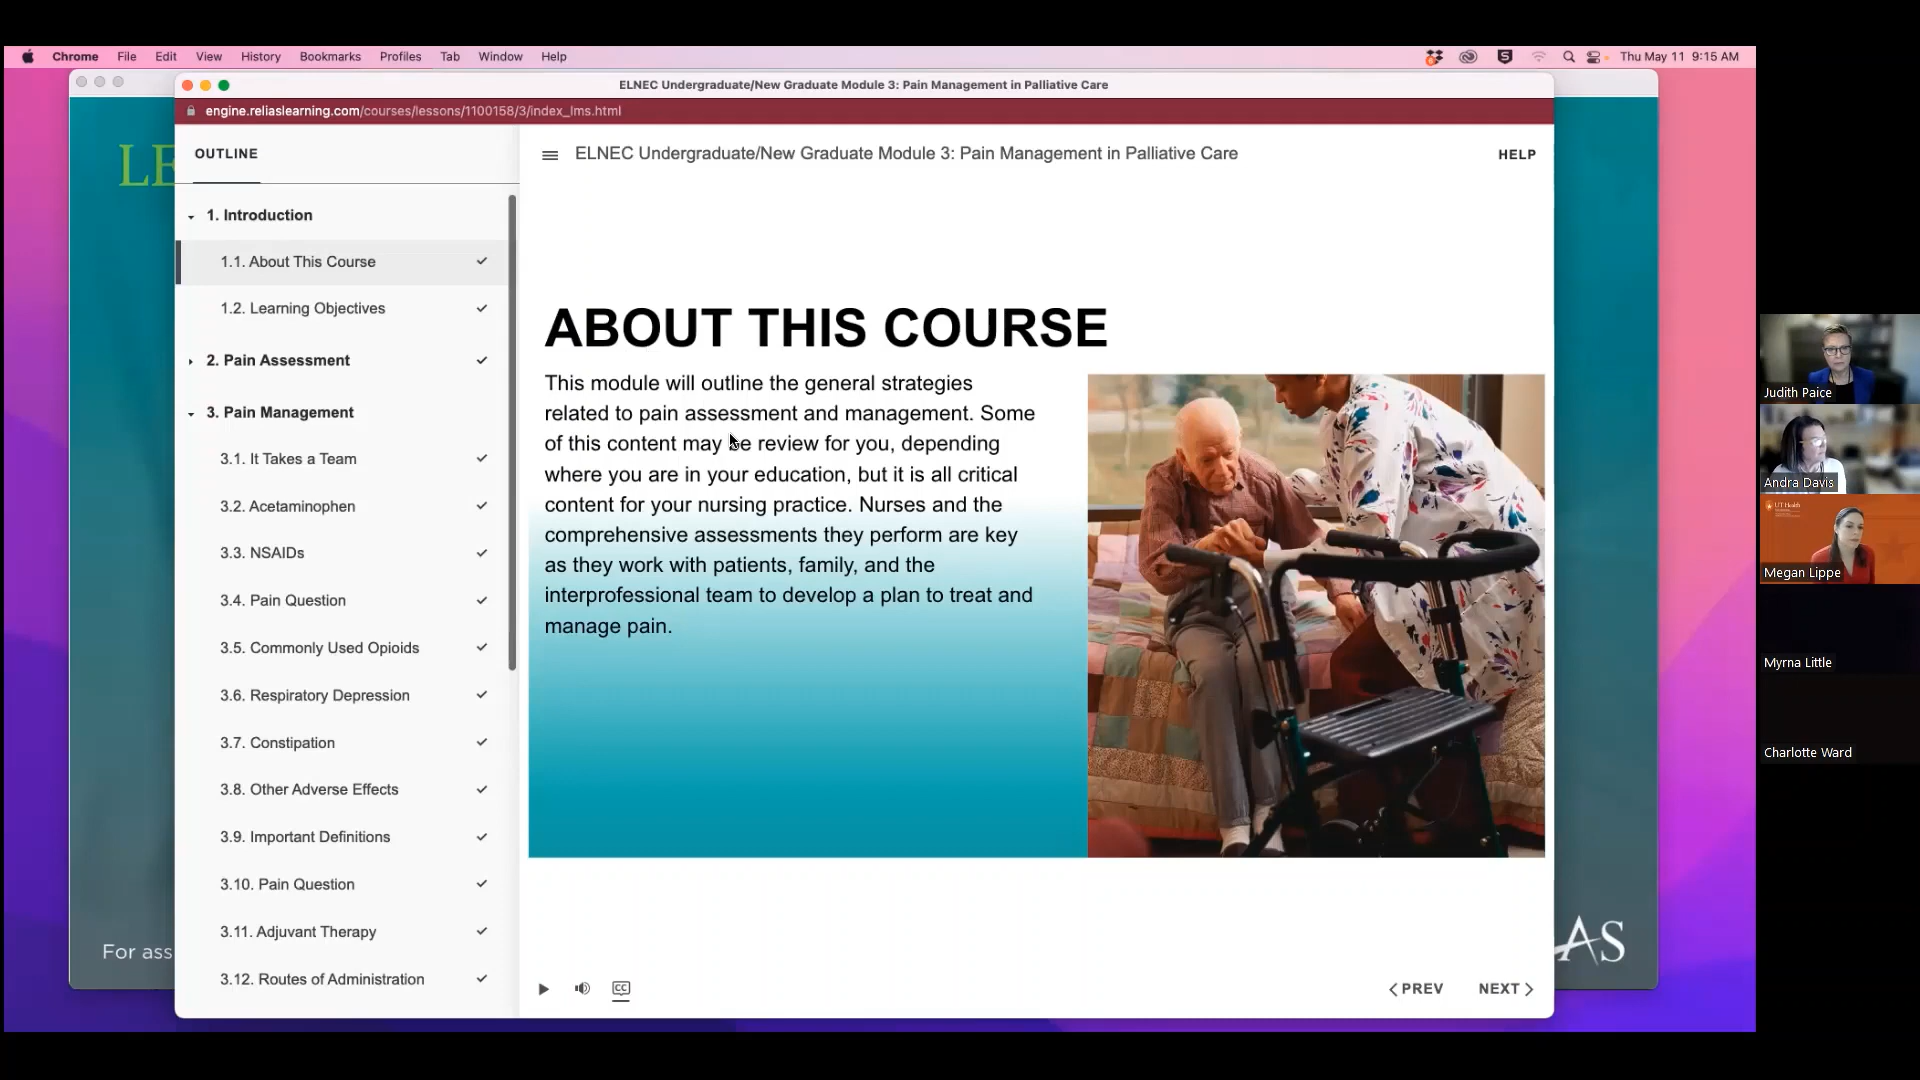 Chrome File Edit View History Bookmarks Profiles Tab Window Help
Thu May 11 9:15 AM
ELNEC Undergraduate/New Graduate Module 3: Pain Management in Palliative Care
engine.reliaslearning.com/courses/lessons/1100158/3/index_lms.html
LE
OUTLINE
1. Introduction
1.1. About This Course
1.2. Learning Objectives
2. Pain Assessment
3. Pain Management
3.1. It Takes a Team
3.2. Acetaminophen
3.3. NSAIDs
3.4. Pain Question
3.5. Commonly Used Opioids
3.6. Respiratory Depression
3.7. Constipation
3.8. Other Adverse Effects
3.9. Important Definitions
3.10. Pain Question
3.11. Adjuvant Therapy
3.12. Routes of Administration
ELNEC Undergraduate/New Graduate Module 3: Pain Management in Palliative Care
HELP
ABOUT THIS COURSE
This module will outline the general strategies
related to pain assessment and management. Some
of this content may be review for you, depending
where you are in your education, but it is all critical
content for your nursing practice. Nurses and the
comprehensive assessments they perform are key
as they work with patients, family, and the
interprofessional team to develop a plan to treat and
manage pain.
CC
PREV
NEXT
For ass
AS
Judith Paice
Andra Davis
UT Health
Megan Lippe
Myrna Little
Charlotte Ward